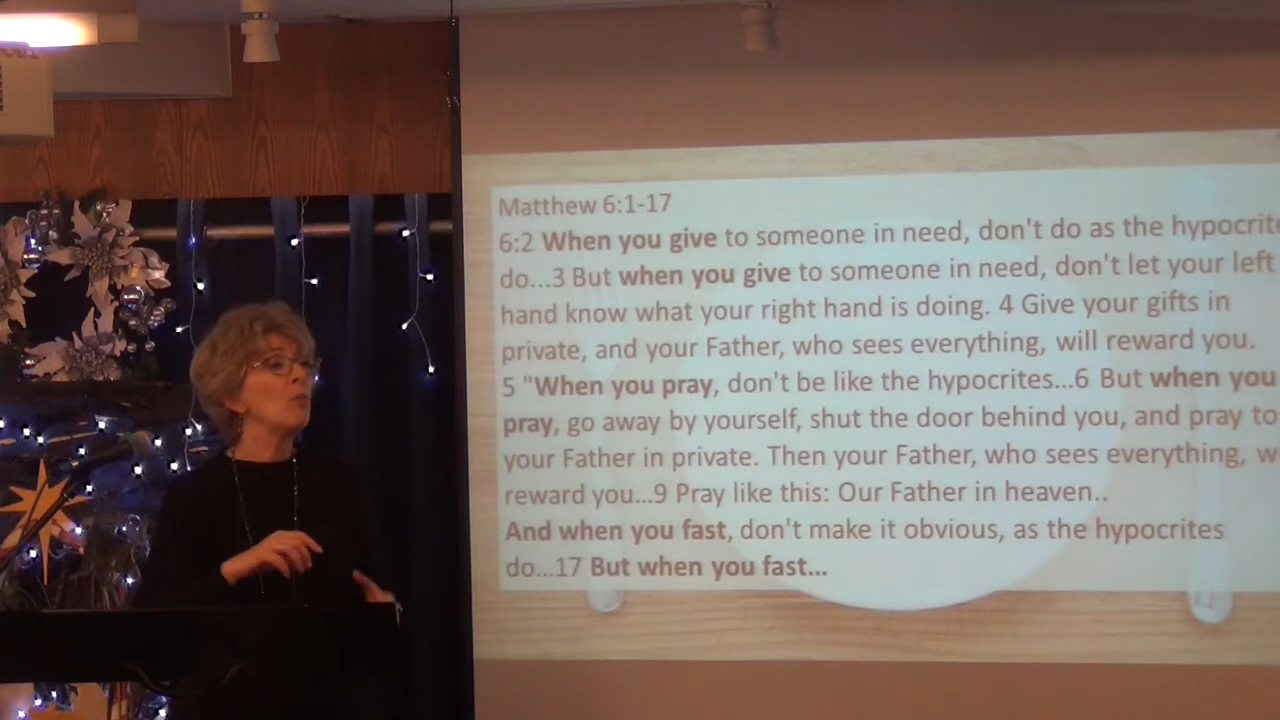 Matthew 6:1-17
6:2 When you give to someone in need, don't do as the
do...3 But when you give to someone in need, don't let your left
hand know what your right hand is doing. 4 Give your gifts in
private, and your Father, who sees everything, will reward you.
5 "When you pray, don't be like the hypocrites...6 But when you
pray, go away by yourself, shut the door behind you, and pray to
your Father in private. Then your Father, who sees everything,
reward you...9 Pray like this: Our Father in heaven..
And when you fast, don't make it obvious, as the hypocrites
do...17 But when you fast...